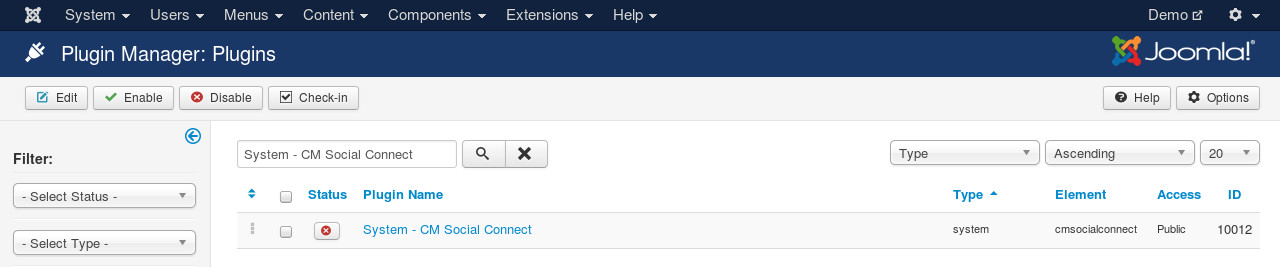 System Users Menus Content Components Extensions Help Demo
Plugin Manager: Plugins Joomla!®
Edit Enable Disable Check-in Help Options
Filter:
System - CM Social Connect Type Ascending 20
- Select Status - Status Plugin Name Type Element Access ID
- Select Type - System - CM Social Connect system cmsocialconnect Public 10012